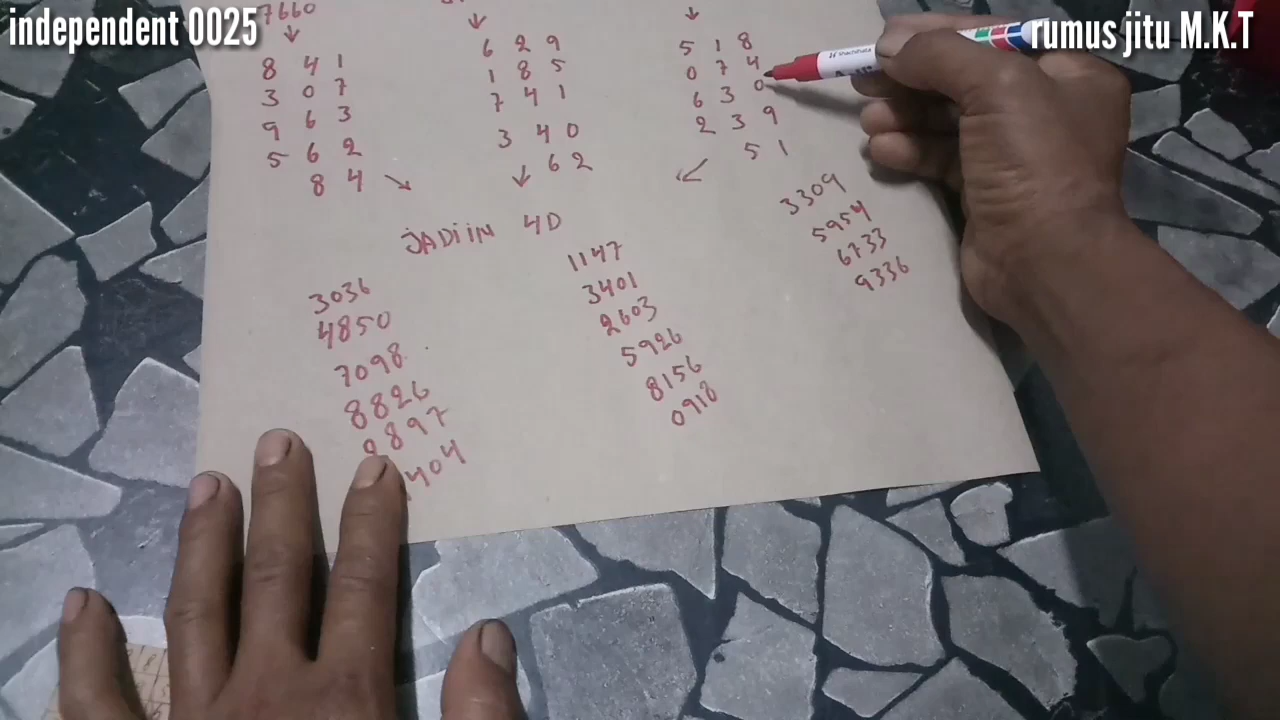 independent 0025
rumus jitu M.K.T
7660
8 4 1
3 0 7
9 6 3
5 6 2
8 4
6 2 9
1 8 5
7 4 1
3 4 0
6 2
5 1 8
0 7 4
6 3 0
2 3 9
5 1
JADIIN 4D
3036
4850
7098
8826
8897
404
1147
3401
2603
5926
8156
0918
3309
5954
6733
9336